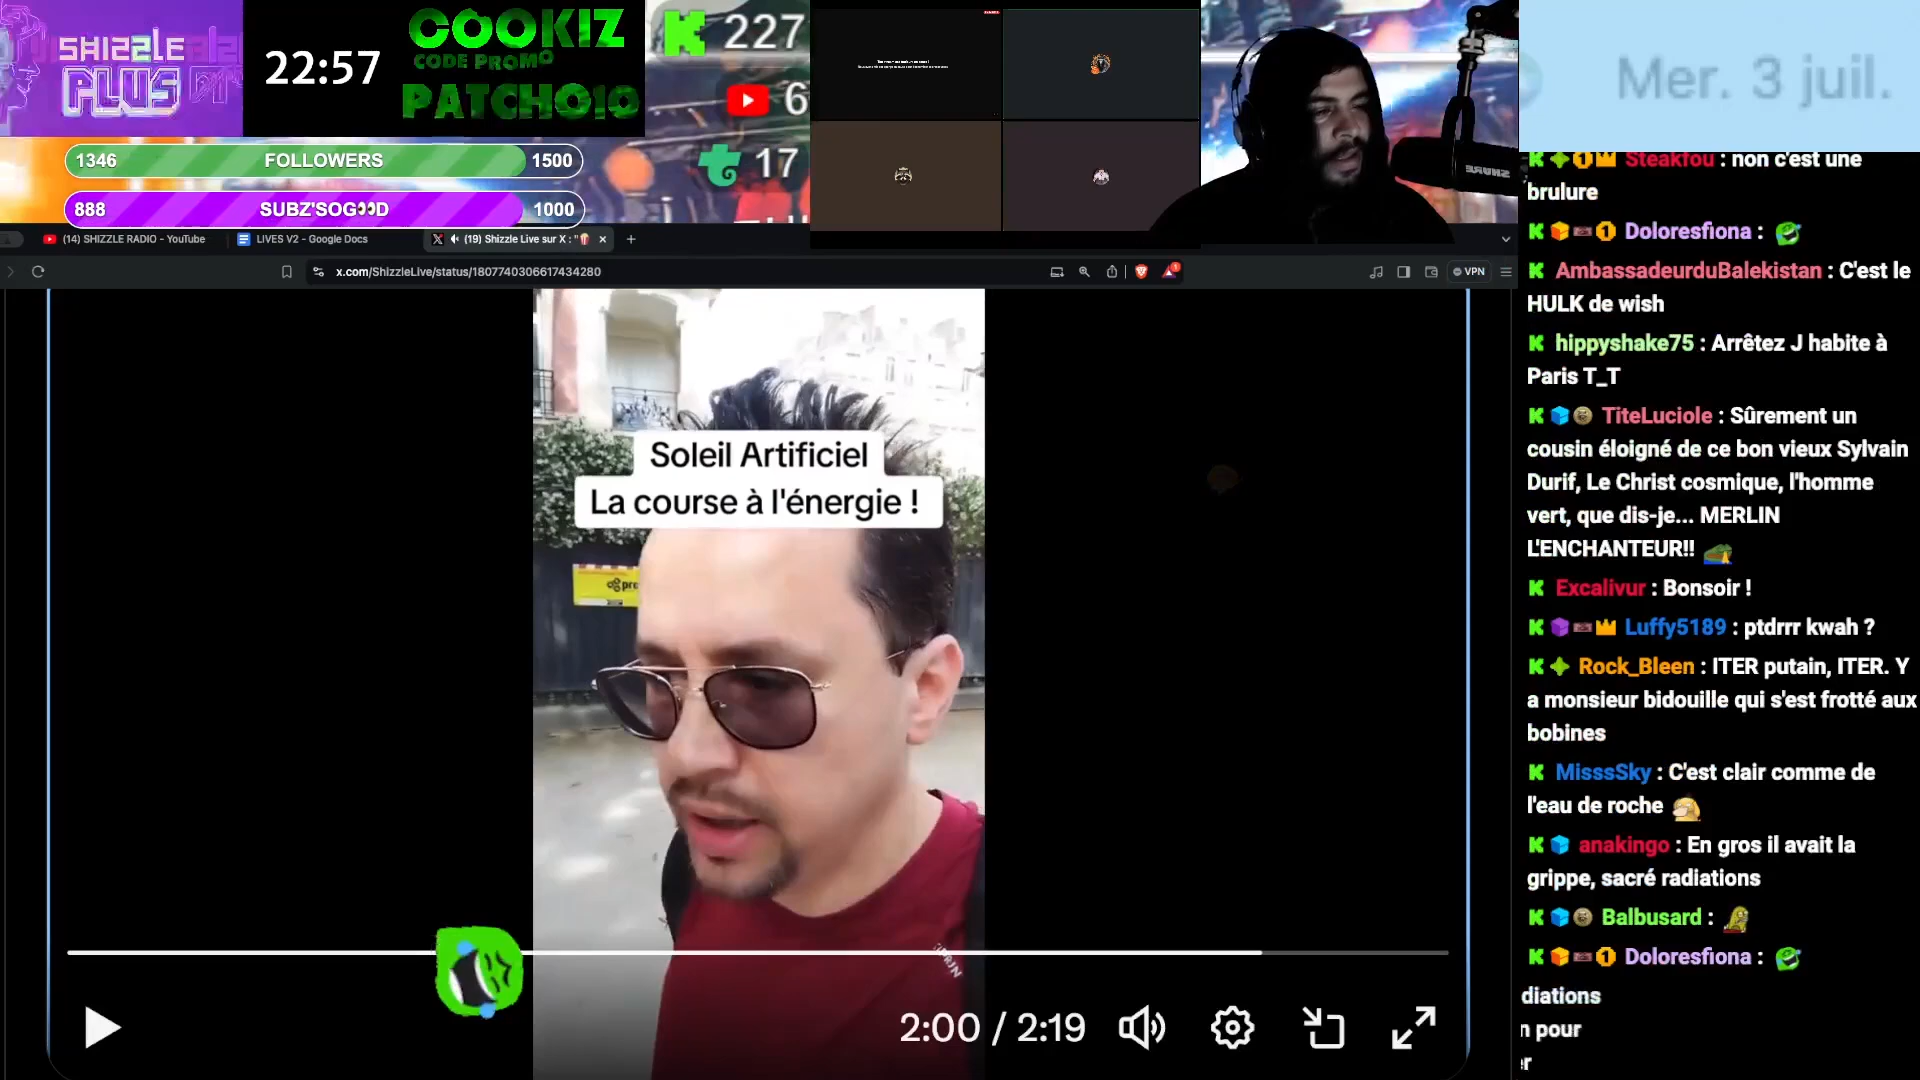 SHIZZLE
PLUS
22:57
COOKIZ
CODE PROMO
PATCHO10
227
6
17
1346 FOLLOWERS 1500
888 SUBZ'SOG👀D 1000
Mer. 3 juil.
SHURE
(14) SHIZZLE RADIO - YouTube
LIVES V2 - Google Docs
(19) Shizzle Live sur X : "🍿
x.com/ShizzleLive/status/1807740306617434280
VPN
Soleil Artificiel
La course à l'énergie !
2:00 / 2:19
Steakfou : non c'est une
brulure
Doloresfiona :
AmbassadeurduBalekistan : C'est le
HULK de wish
hippyshake75 : Arrêtez J habite à
Paris T_T
TiteLuciole : Sûrement un
cousin éloigné de ce bon vieux Sylvain
Durif, Le Christ cosmique, l'homme
vert, que dis-je... MERLIN
L'ENCHANTEUR!!
Excalivur : Bonsoir !
Luffy5189 : ptdrrr kwah ?
Rock_Bleen : ITER putain, ITER. Y
a monsieur bidouille qui s'est frotté aux
bobines
MisssSky : C'est clair comme de
l'eau de roche
anakingo : En gros il avait la
grippe, sacré radiations
Balbusard :
Doloresfiona :
diations
n pour
er